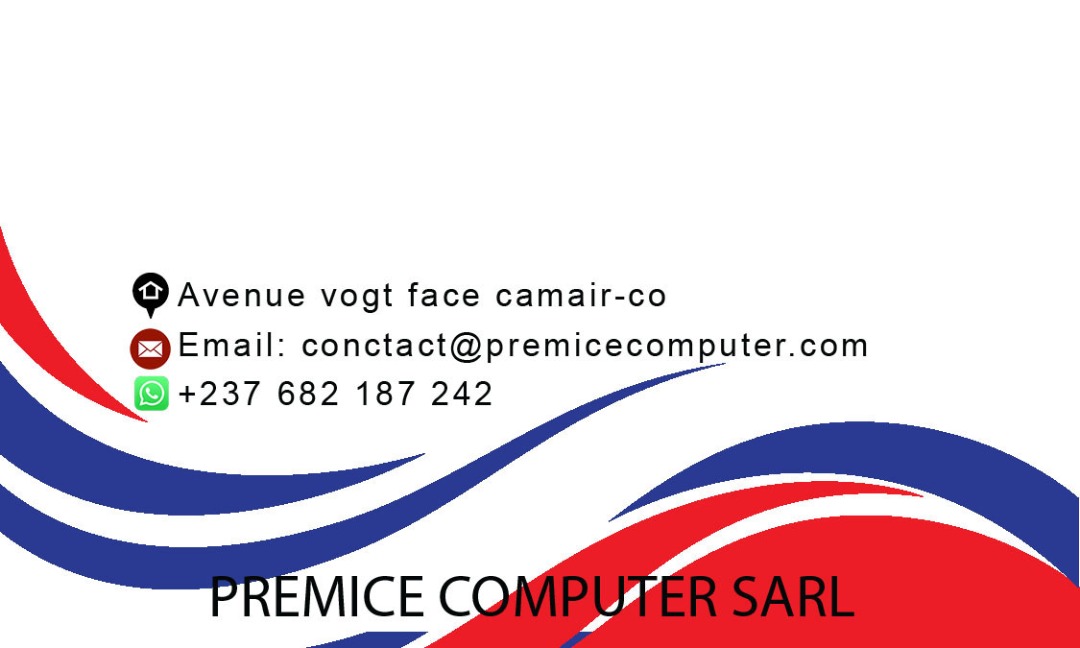 Avenue vogt face camair-co
Email: conctact@premicecomputer.com
+237 682 187 242
PREMICE COMPUTER SARL